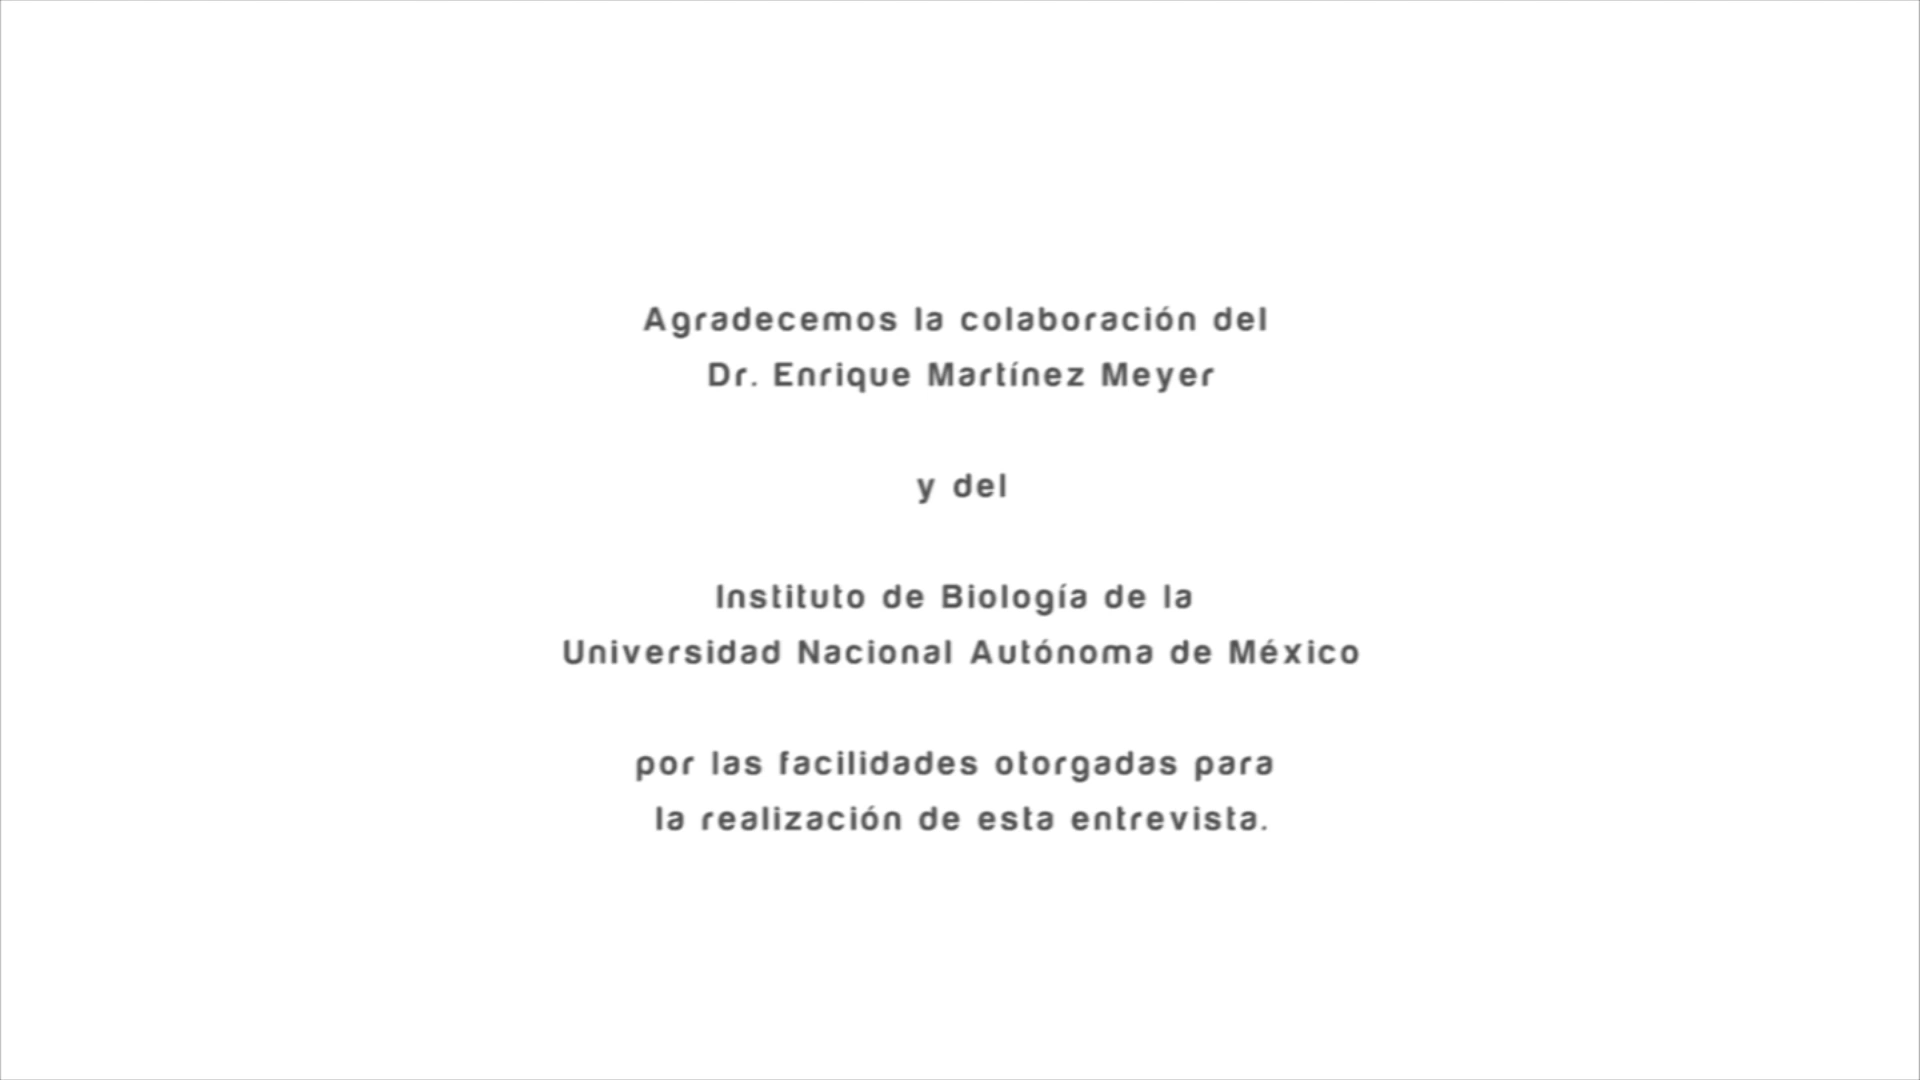 Agradecemos la colaboración del
Dr. Enrique Martínez Meyer
y del
Instituto de Biología de la
Universidad Nacional Autónoma de México
por las facilidades otorgadas para
la realización de esta entrevista.